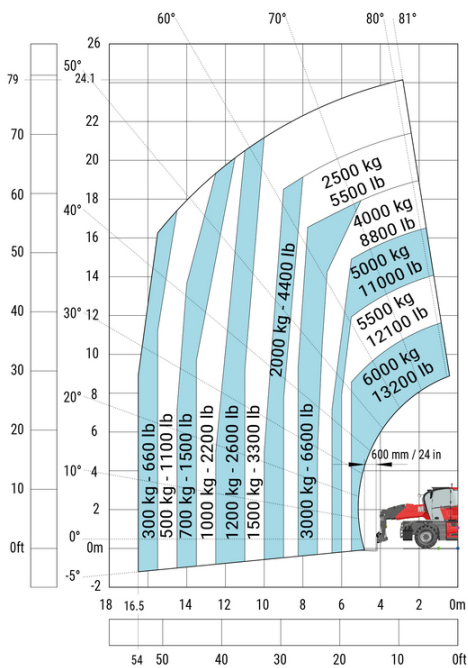 60°
70°
80°
81°
26
50°
79
24.1
70
22
20
2500 kg
5500 lb
60
18
4000 kg
8800 lb
40°
16
50
5000 kg
11000 lb
14
2000 kg - 4400 lb
40
30°
12
5500 kg
12100 lb
10
30
6000 kg
13200 lb
20°
8
20
6
300 kg - 660 lb
500 kg - 1100 lb
700 kg - 1500 lb
1000 kg - 2200 lb
1200 kg - 2600 lb
1500 kg - 3300 lb
3000 kg - 6600 lb
600 mm / 24 in
10°
4
10
2
0°
0ft
0m
-5°
-2
18
16.5
14
12
10
8
6
4
2
0m
54
50
40
30
20
10
0ft